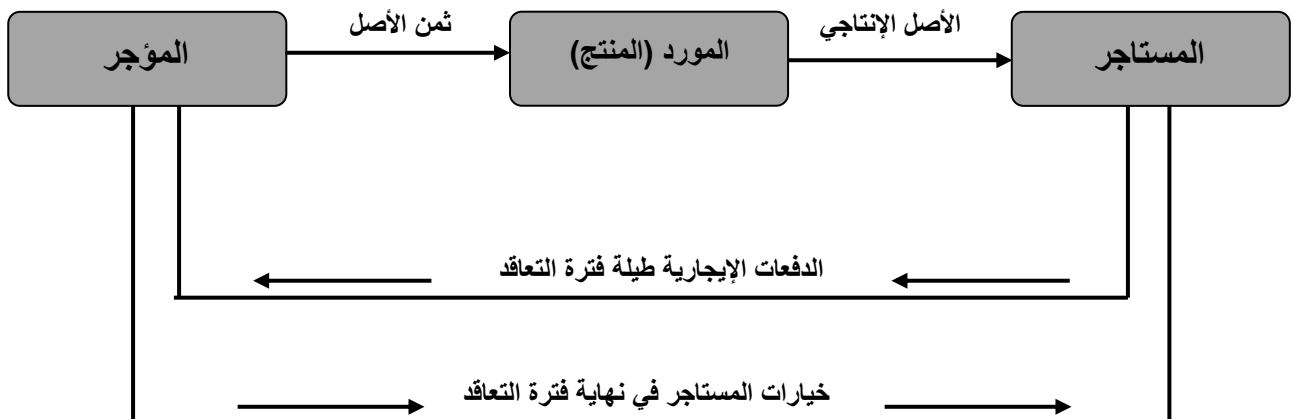 المستاجر
الأصل الإنتاجي
المورد (المنتج)
ثمن الأصل
المؤجر
الدفعات الإيجارية طيلة فترة التعاقد
خيارات المستاجر في نهاية فترة التعاقد